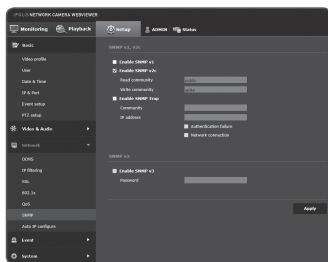 iPOLiS NETWORK CAMERA WEBVIEWER
Monitoring
Playback
Setup
ADMIN
Status
Basic
Video profile
User
Date & Time
IP & Port
Event setup
PTZ setup
Video & Audio
Network
DDNS
IP filtering
SSL
802.1x
QoS
SNMP
Auto IP configure
Event
System
SNMP v1, v2c
Enable SNMP v1
Enable SNMP v2c
Read community
public
Write community
write
Enable SNMP Trap
Community
IP address
Authentication failure
Network connection
SNMP v3
Enable SNMP v3
Password
Apply